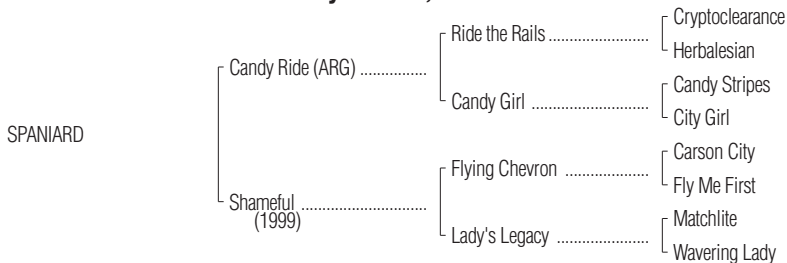 Cryptoclearance
Ride the Rails
Herbalesian
Candy Ride (ARG)
Candy Stripes
Candy Girl
City Girl
SPANIARD
Carson City
Flying Chevron
Fly Me First
Shameful
(1999)
Matchlite
Lady's Legacy
Wavering Lady